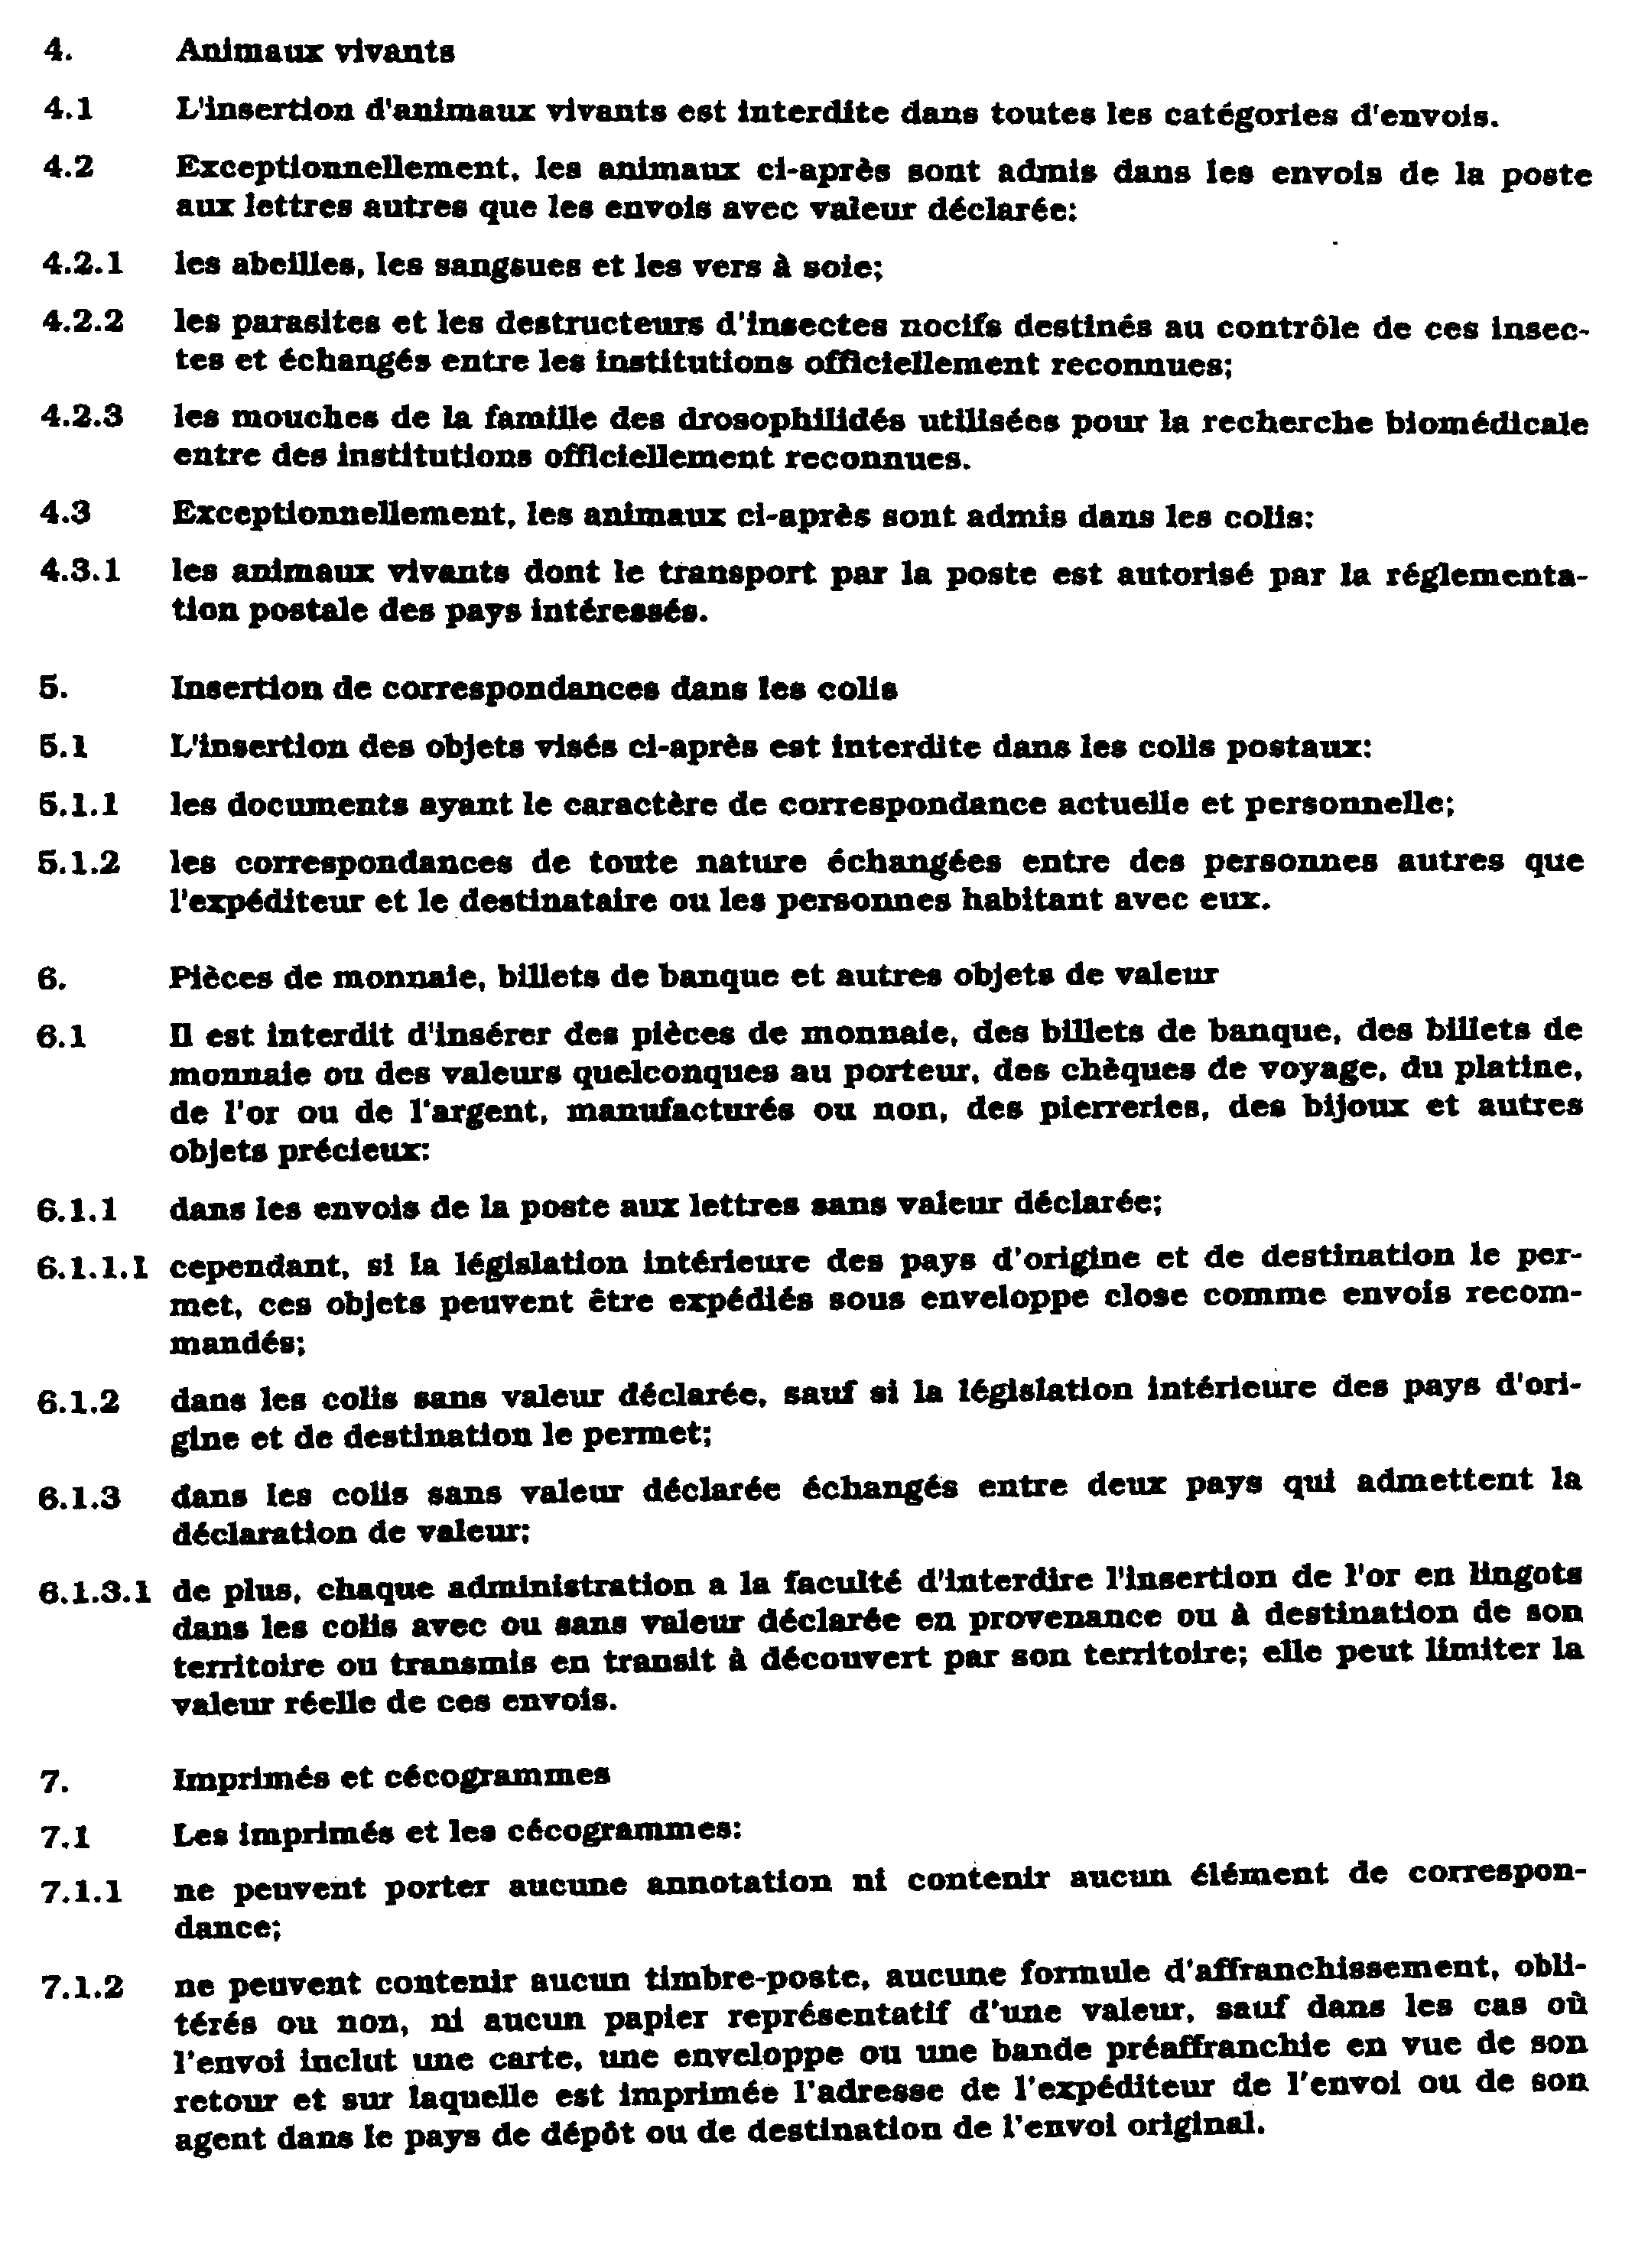 4. Animaux vivants
4.1 L'insertion d'animaux vivants est interdite dans toutes les catégories d'envois.
4.2 Exceptionnellement, les animaux ci-après sont admis dans les envois de la poste
aux lettres autres que les envois avec valeur déclarée:
4.2.1 les abeilles, les sangsues et les vers à soie;
4.2.2 les parasites et les destructeurs d'insectes nocifs destinés au contrôle de ces insec-
tes et échangés entre les institutions officiellement reconnues;
4.2.3 les mouches de la famille des drosophilidés utilisées pour la recherche biomédicale
entre des institutions officiellement reconnues.
4.3 Exceptionnellement, les animaux ci-après sont admis dans les colis:
4.3.1 les animaux vivants dont le transport par la poste est autorisé par la réglementa-
tion postale des pays intéressés.
5. Insertion de correspondances dans les colis
5.1 L'insertion des objets visés ci-après est interdite dans les colis postaux:
5.1.1 les documents ayant le caractère de correspondance actuelle et personnelle;
5.1.2 les correspondances de toute nature échangées entre des personnes autres que
l'expéditeur et le destinataire ou les personnes habitant avec eux.
6. Pièces de monnaie, billets de banque et autres objets de valeur
6.1 Il est interdit d'insérer des pièces de monnaie, des billets de banque, des billets de
monnaie ou des valeurs quelconques au porteur, des chèques de voyage, du platine,
de l'or ou de l'argent, manufacturés ou non, des pierreries, des bijoux et autres
objets précieux:
6.1.1 dans les envois de la poste aux lettres sans valeur déclarée;
6.1.1.1 cependant, si la législation intérieure des pays d'origine et de destination le per-
met, ces objets peuvent être expédiés sous enveloppe close comme envois recom-
mandés;
6.1.2 dans les colis sans valeur déclarée, sauf si la législation intérieure des pays d'ori-
gine et de destination le permet;
6.1.3 dans les colis sans valeur déclarée échangés entre deux pays qui admettent la
déclaration de valeur;
6.1.3.1 de plus, chaque administration a la faculté d'interdire l'insertion de l'or en lingots
dans les colis avec ou sans valeur déclarée en provenance ou à destination de son
territoire ou transmis en transit à découvert par son territoire; elle peut limiter la
valeur réelle de ces envois.
7. Imprimés et cécogrammes
7.1 Les imprimés et les cécogrammes:
7.1.1 ne peuvent porter aucune annotation ni contenir aucun élément de correspon-
dance;
7.1.2 ne peuvent contenir aucun timbre-poste, aucune formule d'affranchissement, obli-
térés ou non, ni aucun papier représentatif d'une valeur, sauf dans les cas où
l'envoi inclut une carte, une enveloppe ou une bande préaffranchie en vue de son
retour et sur laquelle est imprimée l'adresse de l'expéditeur de l'envoi ou de son
agent dans le pays de dépôt ou de destination de l'envoi original.